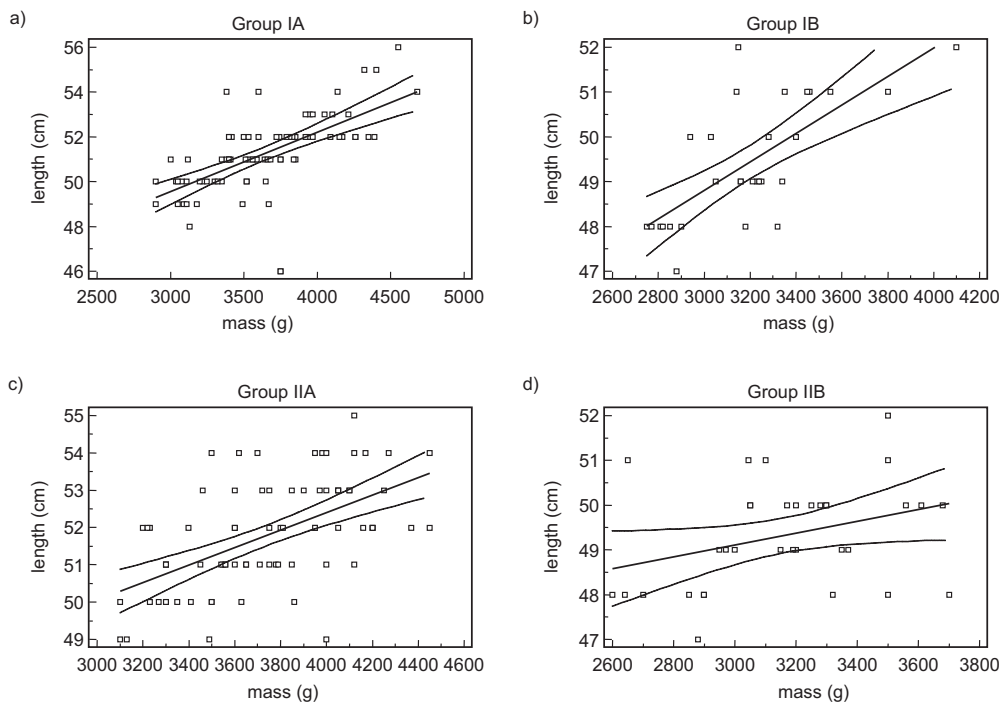 a)
Group IA
56
54
52
50
48
46
length (cm)
2500 3000 3500 4000 4500 5000
mass (g)
b)
Group IB
52
51
50
49
48
47
length (cm)
2600 2800 3000 3200 3400 3600 3800 4000 4200
mass (g)
c)
Group IIA
55
54
53
52
51
50
49
length (cm)
3000 3200 3400 3600 3800 4000 4200 4400 4600
mass (g)
d)
Group IIB
52
51
50
49
48
47
length (cm)
2600 2800 3000 3200 3400 3600 3800
mass (g)